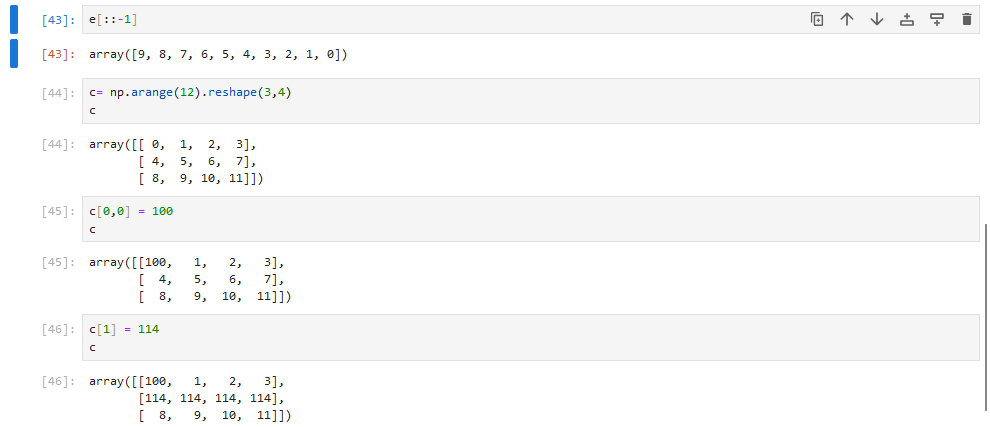 [43]: e[::-1]
[43]: array([9, 8, 7, 6, 5, 4, 3, 2, 1, 0])
[44]: c= np.arange(12).reshape(3,4)
c
[44]: array([[ 0,  1,  2,  3],
       [ 4,  5,  6,  7],
       [ 8,  9, 10, 11]])
[45]: c[0,0] = 100
c
[45]: array([[100,   1,   2,   3],
       [  4,   5,   6,   7],
       [  8,   9,  10,  11]])
[46]: c[1] = 114
c
[46]: array([[100,   1,   2,   3],
       [114, 114, 114, 114],
       [  8,   9,  10,  11]])